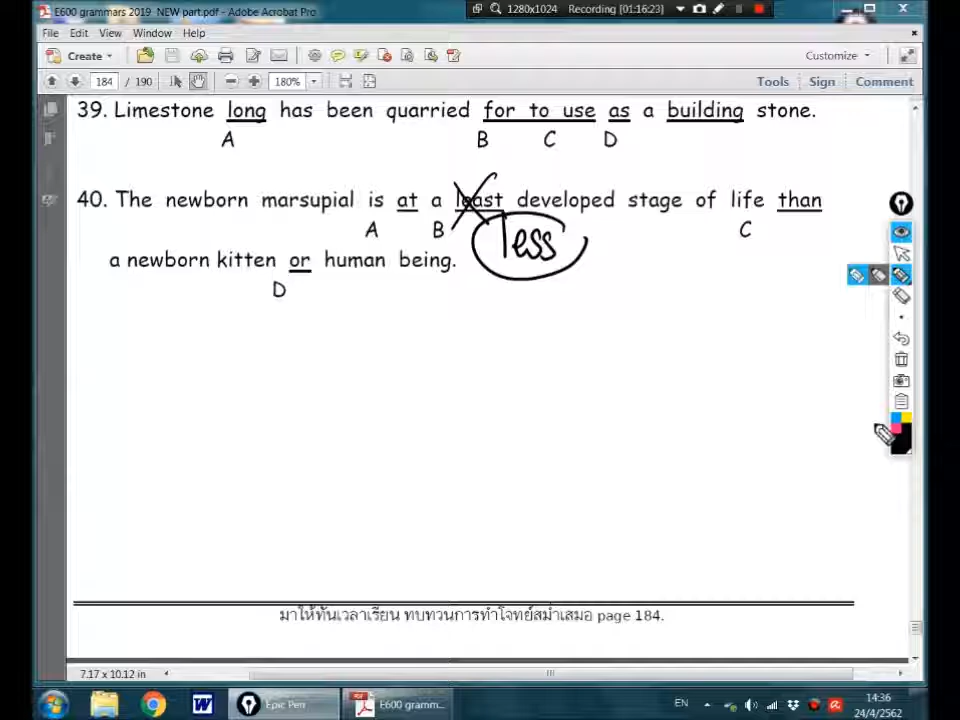 E600 grammars 2019 NEW part.pdf - Adobe Acrobat Pro
1280x1024 Recording [01:16:23]
File Edit View Window Help
Create
Customize
184 / 190 180%
Tools Sign Comment
39. Limestone long has been quarried for to use as a building stone.
A B C D
40. The newborn marsupial is at a least developed stage of life than
A B C
less
a newborn kitten or human being.
D
มาให้ทันเวลาเรียน ทบทวนการทำโจทย์สม่ำเสมอ page 184.
7.17 x 10.12 in
Epic Pen
E600 gramm...
EN
14:36
24/4/2562